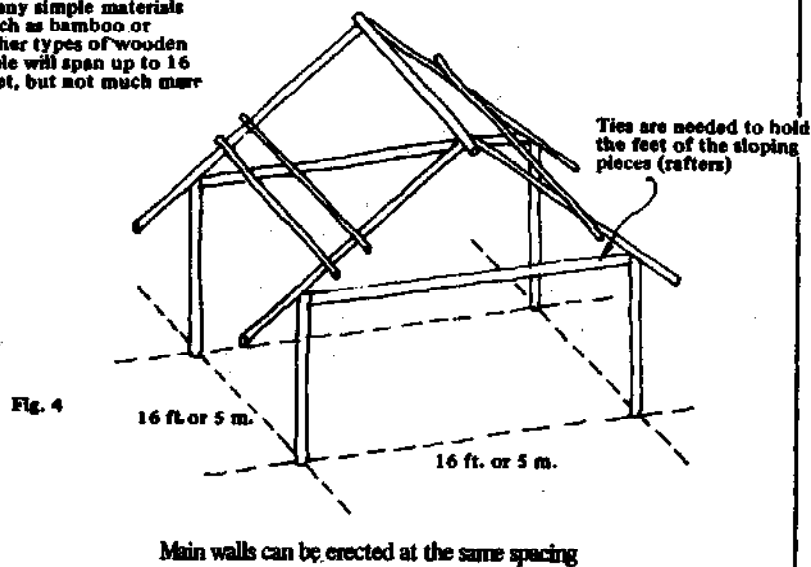 any simple materials
ch as bamboo or
her types of wooden
le will span up to 16
et, but not much more
Ties are needed to hold
the feet of the sloping
pieces (rafters)
Fig. 4
16 ft. or 5 m.
16 ft. or 5 m.
Main walls can be erected at the same spacing